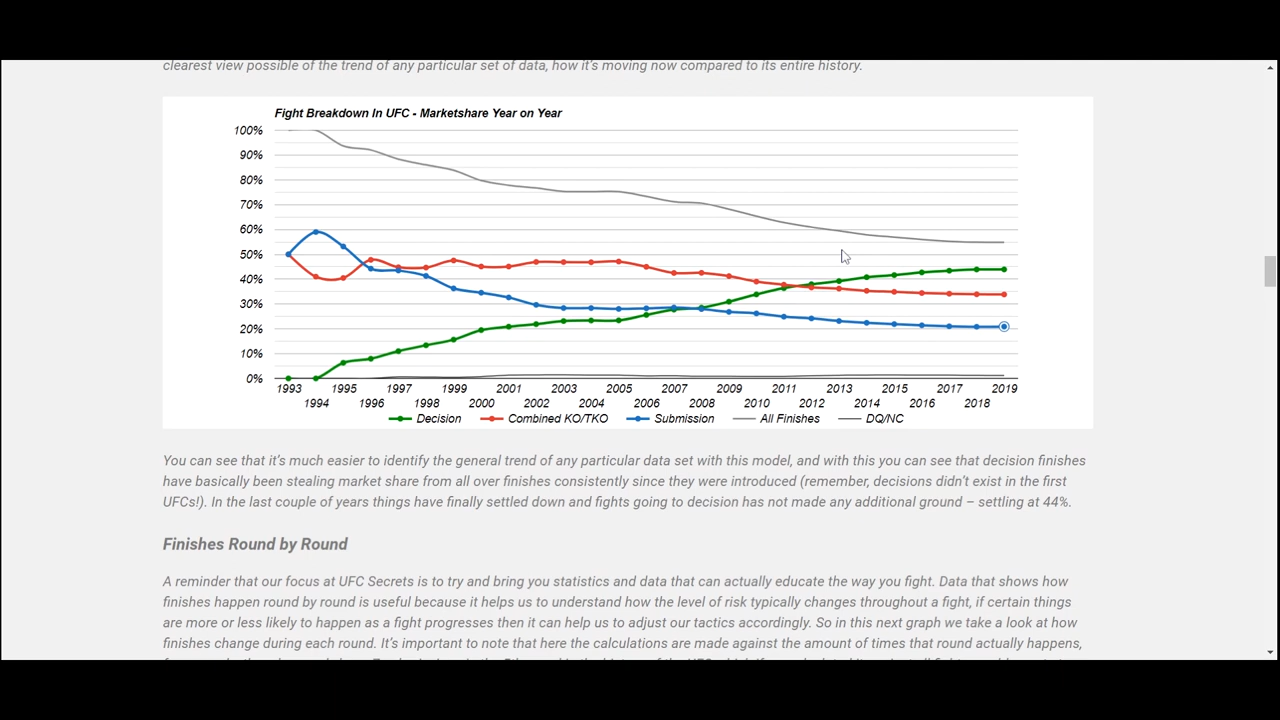 clearest view possible of the trend of any particular set of data, how it's moving now compared to its entire history.
Fight Breakdown In UFC - Marketshare Year on Year
100%
90%
80%
70%
60%
50%
40%
30%
20%
10%
0%
1993 1995 1997 1999 2001 2003 2005 2007 2009 2011 2013 2015 2017 2019
1994 1996 1998 2000 2002 2004 2006 2008 2010 2012 2014 2016 2018
Decision Combined KO/TKO Submission All Finishes DQ/NC
You can see that it's much easier to identify the general trend of any particular data set with this model, and with this you can see that decision finishes
have basically been stealing market share from all over finishes consistently since they were introduced (remember, decisions didn't exist in the first
UFCs!). In the last couple of years things have finally settled down and fights going to decision has not made any additional ground – settling at 44%.
Finishes Round by Round
A reminder that our focus at UFC Secrets is to try and bring you statistics and data that can actually educate the way you fight. Data that shows how
finishes happen round by round is useful because it helps us to understand how the level of risk typically changes throughout a fight, if certain things
are more or less likely to happen as a fight progresses then it can help us to adjust our tactics accordingly. So in this next graph we take a look at how
finishes change during each round. It's important to note that here the calculations are made against the amount of times that round actually happens,